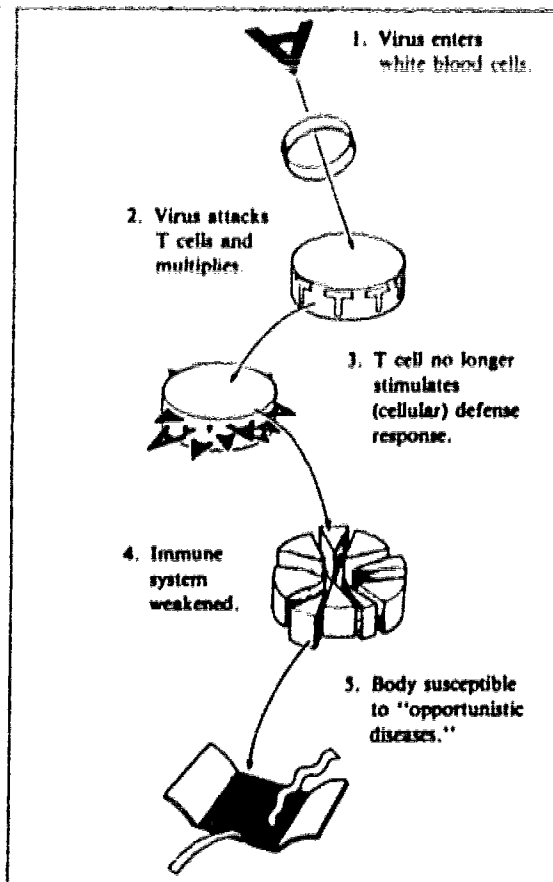 1. Virus enters
white blood cells.
2. Virus attacks
T cells and
multiplies.
T T T T
3. T cell no longer
stimulates
(cellular) defense
response.
4. Immune
system
weakened.
5. Body susceptible
to "opportunistic
diseases."